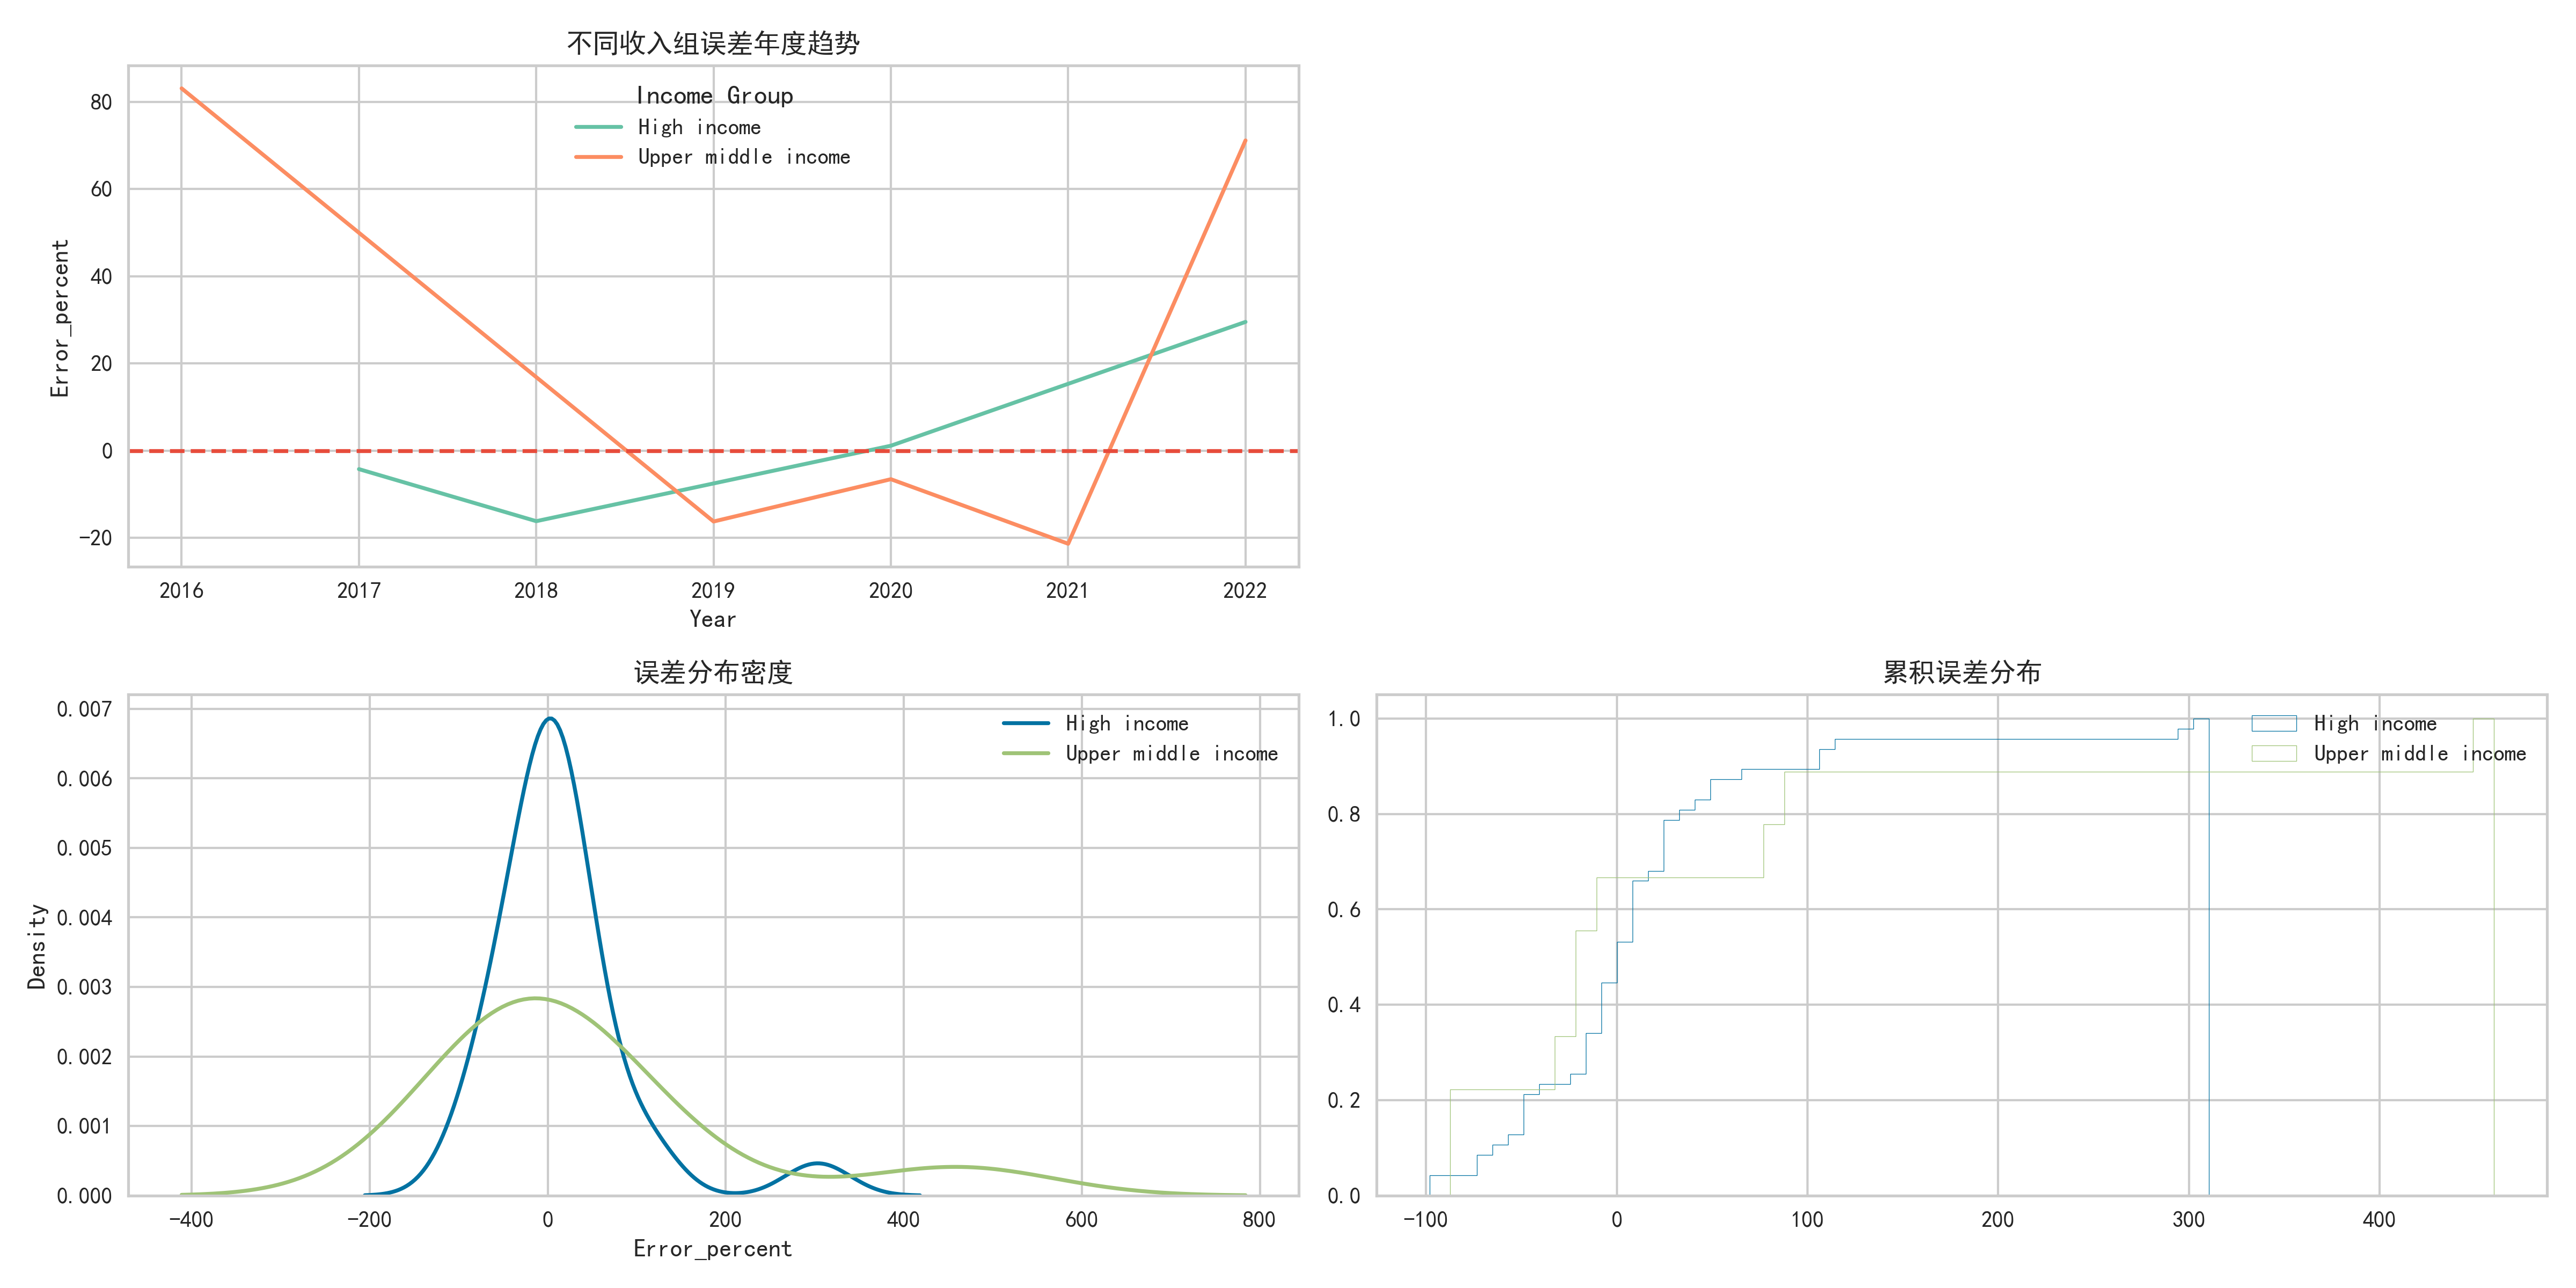 不同收入组误差年度趋势
Income Group
High income
Upper middle income
80
60
40
20
0
-20
Error_percent
2016 2017 2018 2019 2020 2021 2022
Year
误差分布密度
High income
Upper middle income
0.007
0.006
0.005
0.004
0.003
0.002
0.001
0.000
Density
-400 -200 0 200 400 600 800
Error_percent
累积误差分布
High income
Upper middle income
1.0
0.8
0.6
0.4
0.2
0.0
-100 0 100 200 300 400